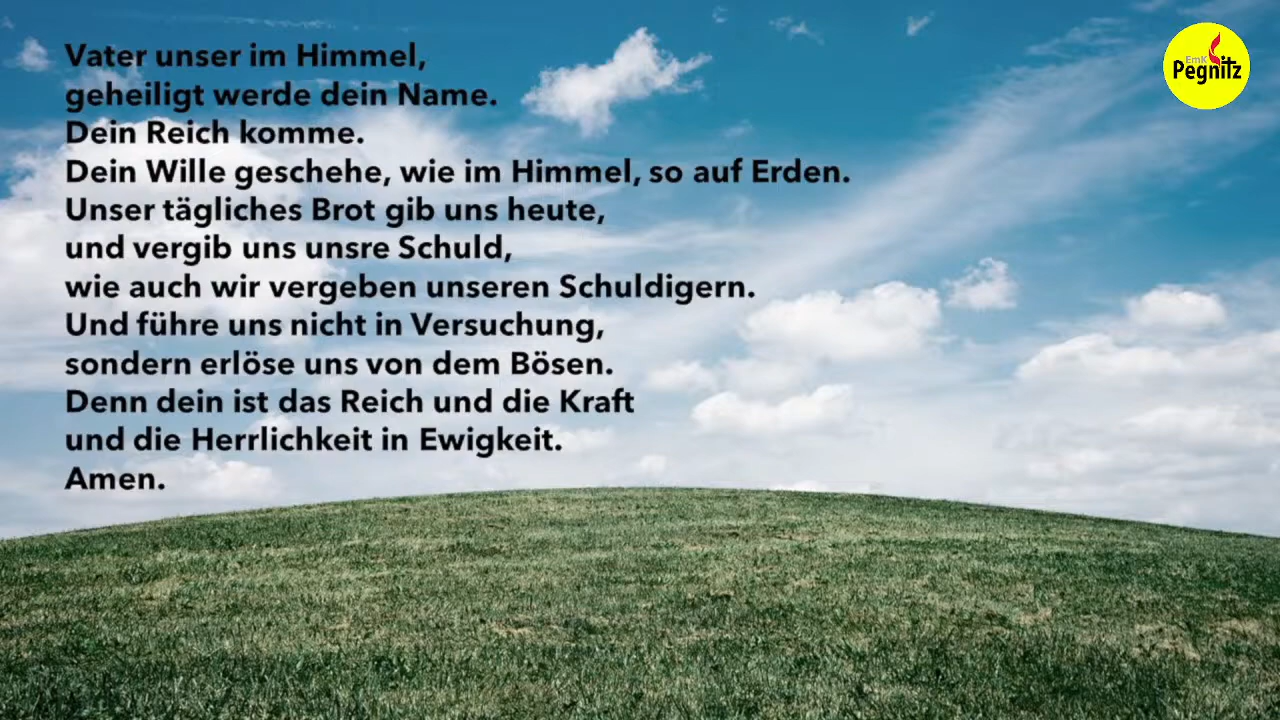 Vater unser im Himmel,
geheiligt werde dein Name.
Dein Reich komme.
Dein Wille geschehe, wie im Himmel, so auf Erden.
Unser tägliches Brot gib uns heute,
und vergib uns unsre Schuld,
wie auch wir vergeben unseren Schuldigern.
Und führe uns nicht in Versuchung,
sondern erlöse uns von dem Bösen.
Denn dein ist das Reich und die Kraft
und die Herrlichkeit in Ewigkeit.
Amen.
EmK
Pegnitz